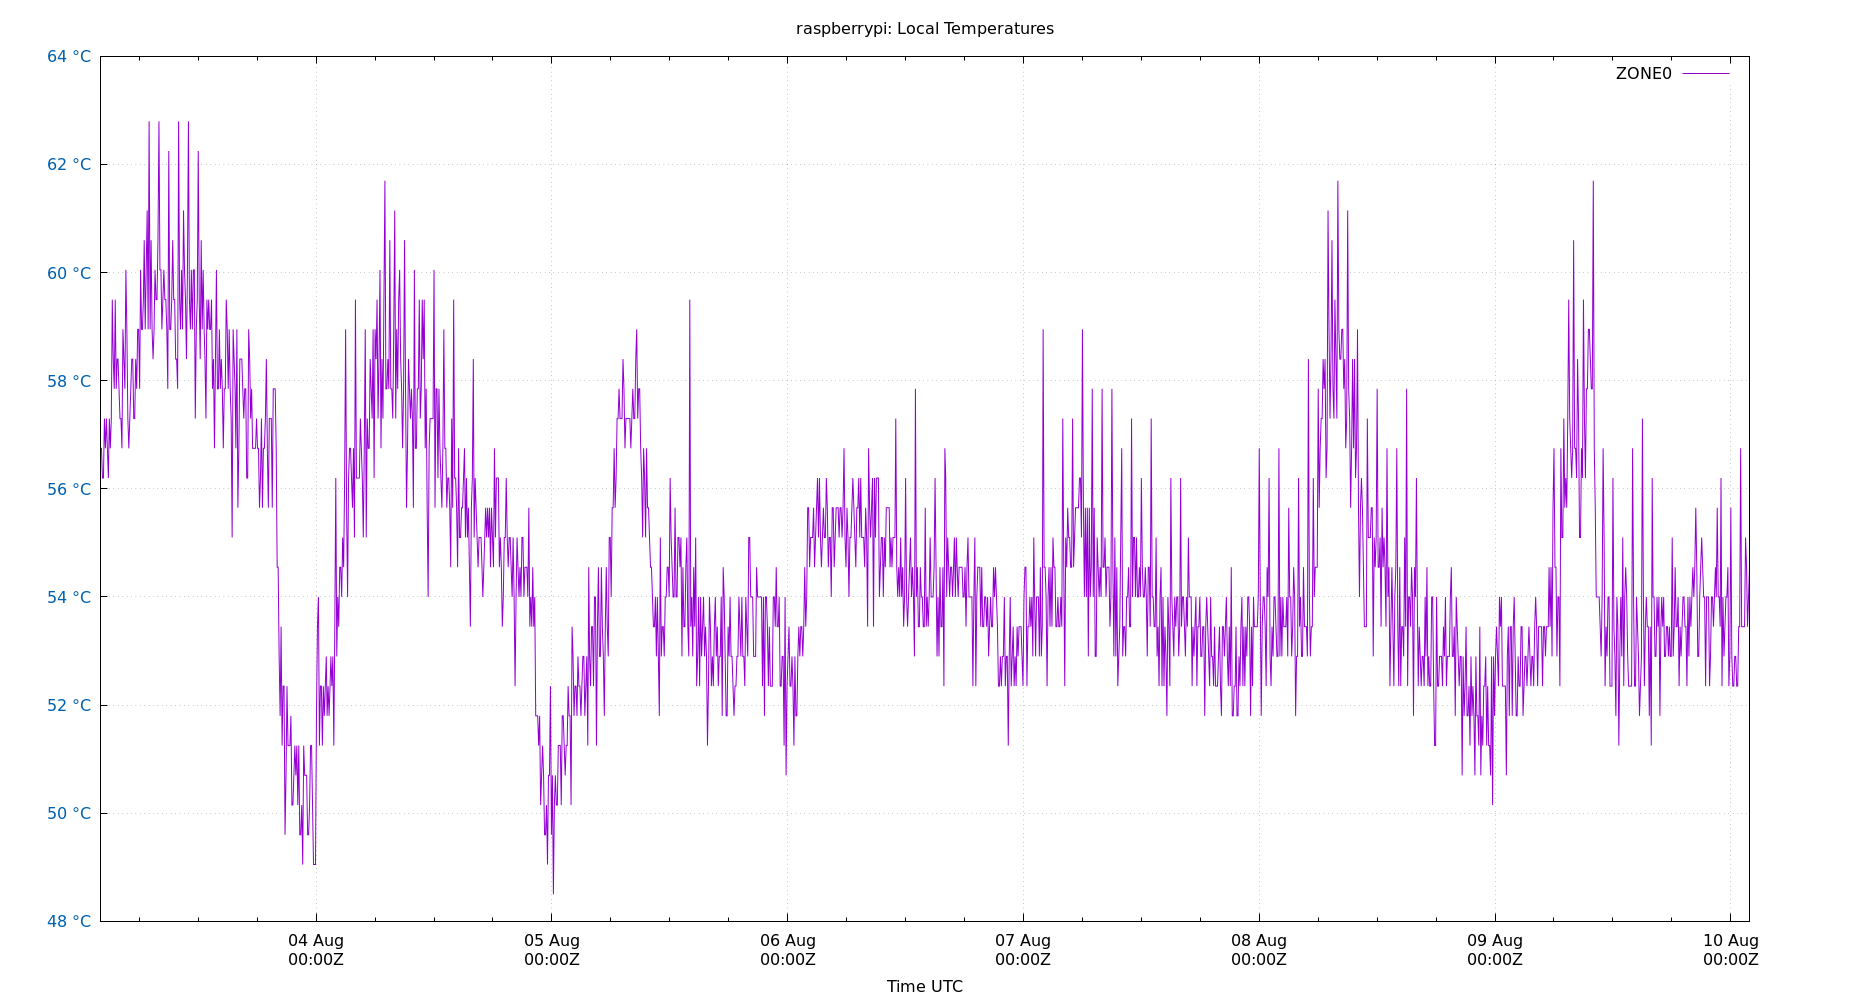 raspberrypi: Local Temperatures
64 °C
ZONE0
62 °C
60 °C
58 °C
56 °C
54 °C
52 °C
50 °C
48 °C
04 Aug 05 Aug 06 Aug 07 Aug 08 Aug 09 Aug 10 Aug
00:00Z 00:00Z 00:00Z 00:00Z 00:00Z 00:00Z 00:00Z
Time UTC